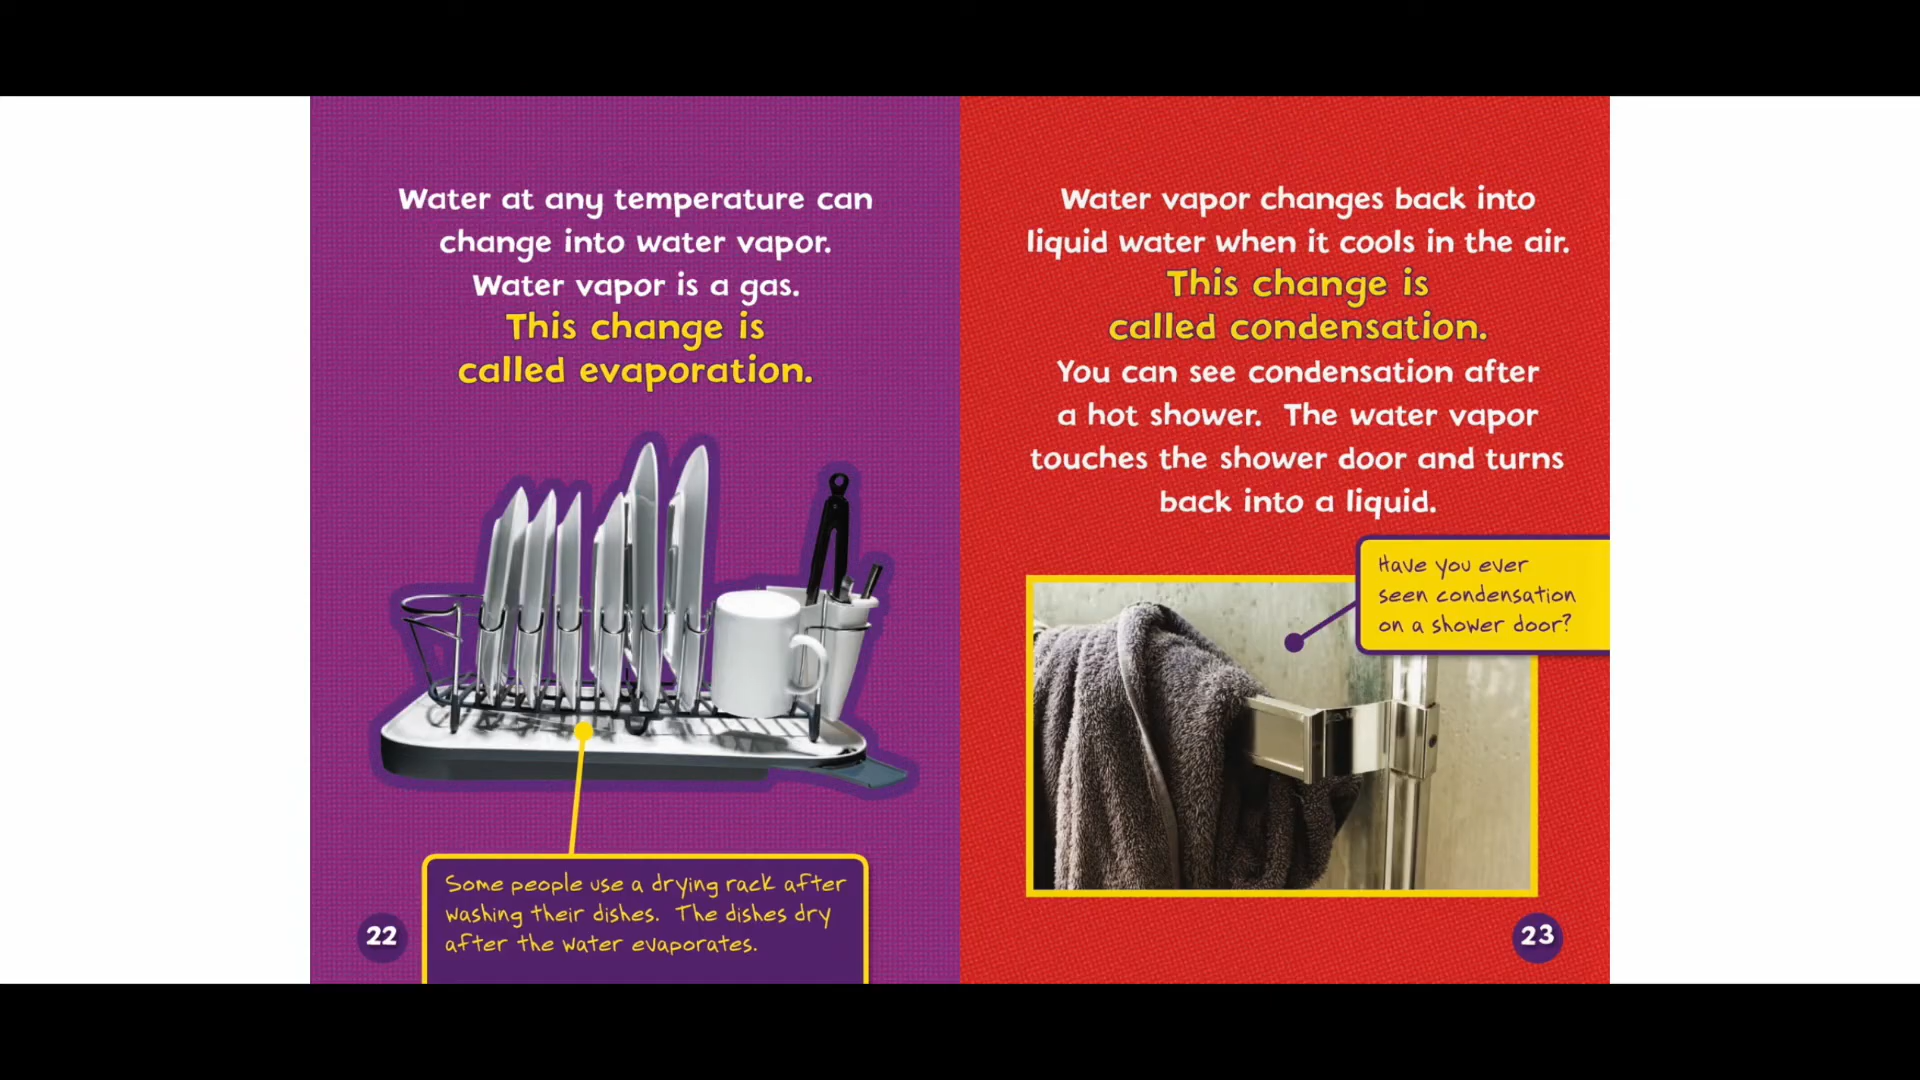 Water at any temperature can
change into water vapor.
Water vapor is a gas.
This change is
called evaporation.
Some people use a drying rack after
washing their dishes. The dishes dry
after the water evaporates.
22
Water vapor changes back into
liquid water when it cools in the air.
This change is
called condensation.
You can see condensation after
a hot shower. The water vapor
touches the shower door and turns
back into a liquid.
Have you ever
seen condensation
on a shower door?
23